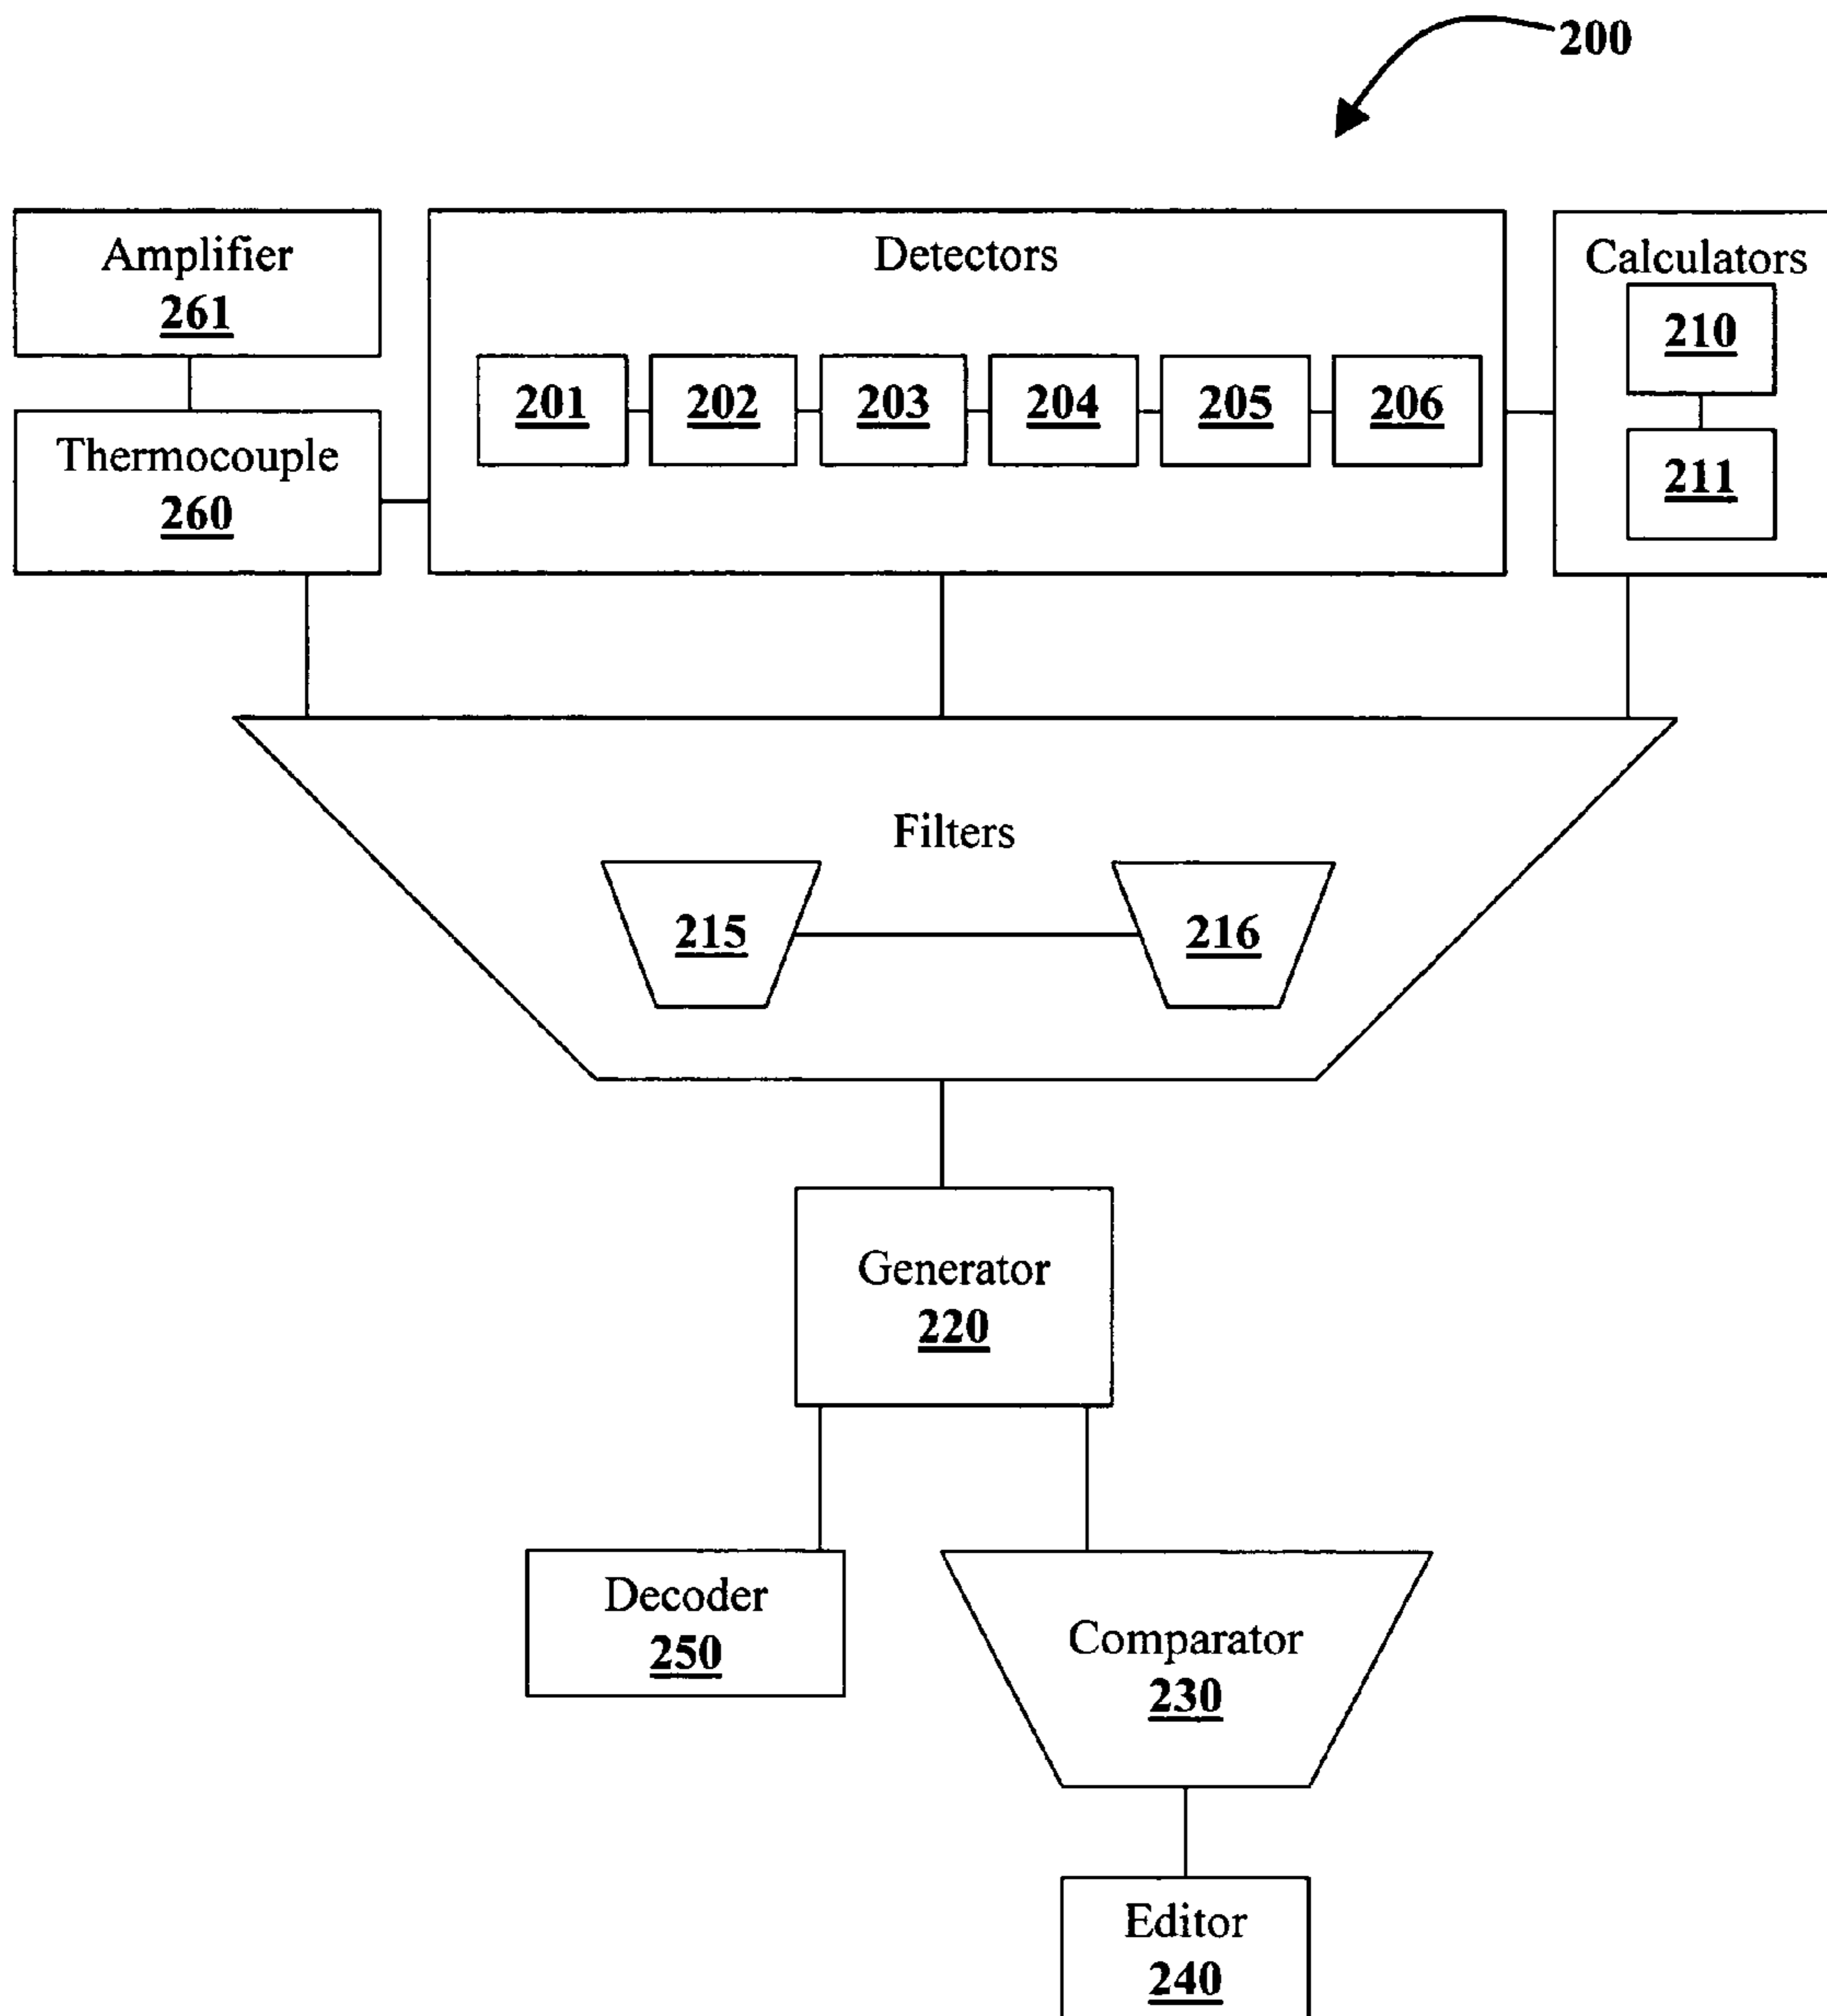 200
Amplifier
261
Detectors
Calculators
210
201 202 203 204 205 206
Thermocouple
260
211
Filters
215 216
Generator
220
Decoder
250
Comparator
230
Editor
240